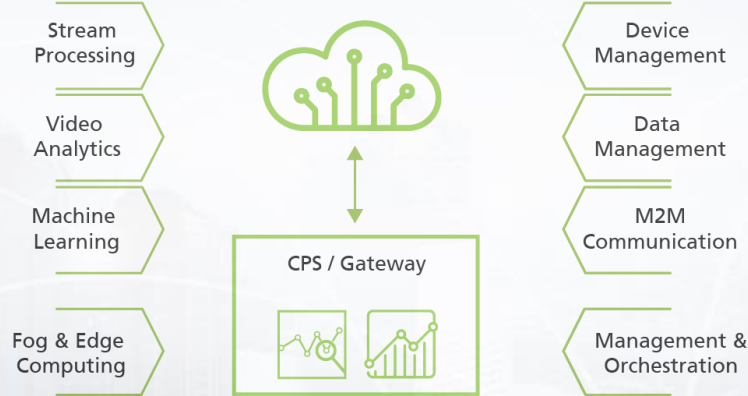 Stream
Processing
Video
Analytics
Machine
Learning
Fog & Edge
Computing
CPS / Gateway
Device
Management
Data
Management
M2M
Communication
Management &
Orchestration